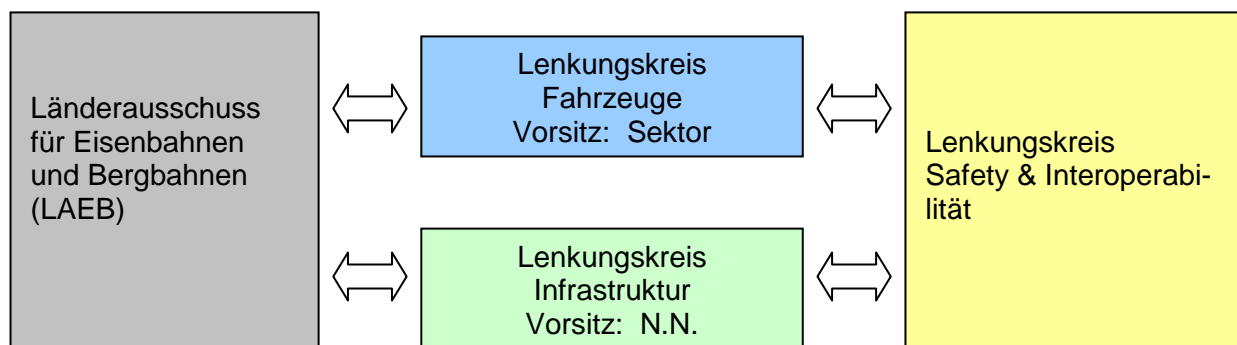 Länderausschuss
für Eisenbahnen
und Bergbahnen
(LAEB)
Lenkungskreis
Fahrzeuge
Vorsitz: Sektor
Lenkungskreis
Infrastruktur
Vorsitz: N.N.
Lenkungskreis
Safety & Interoperabi-
lität